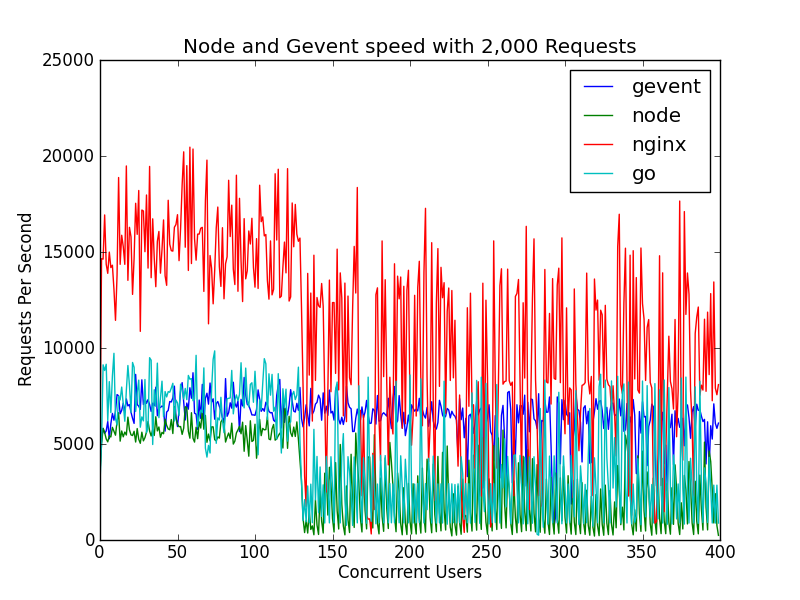 Node and Gevent speed with 2,000 Requests
25000
20000
15000
10000
5000
0
Requests Per Second
gevent
node
nginx
go
0 50 100 150 200 250 300 350 400
Concurrent Users